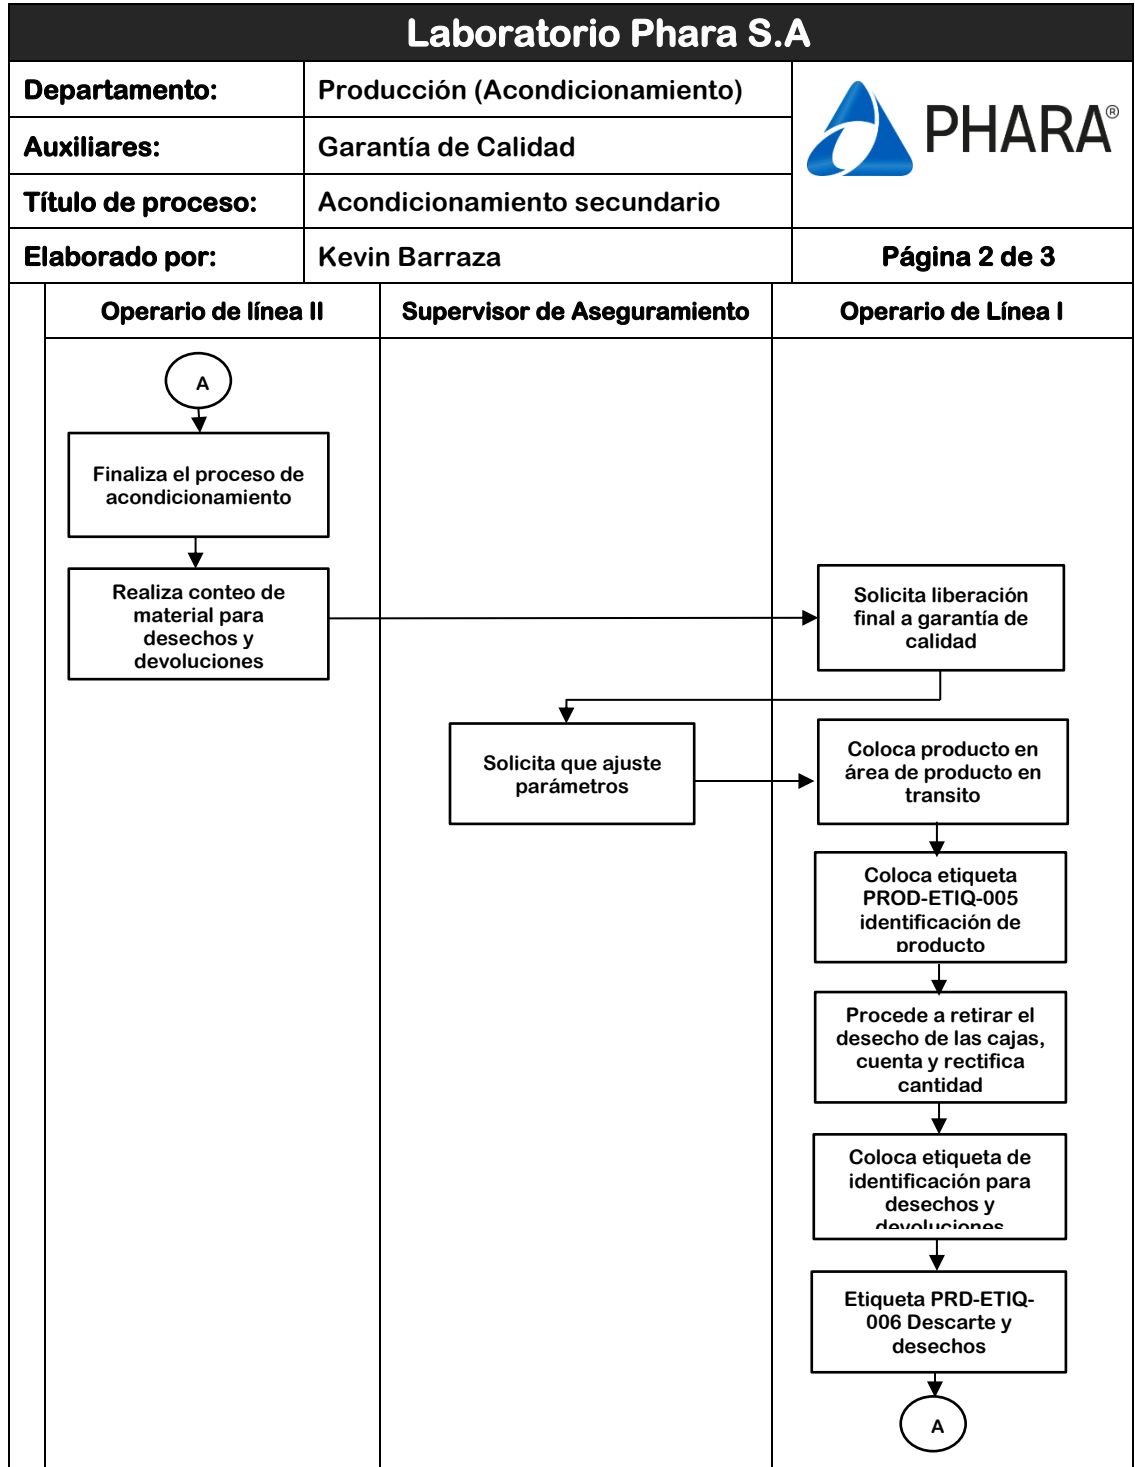 Laboratorio Phara S.A
Departamento:
Producción (Acondicionamiento)
PHARA®
Auxiliares:
Garantía de Calidad
Título de proceso:
Acondicionamiento secundario
Elaborado por:
Kevin Barraza
Página 2 de 3
Operario de línea II
Supervisor de Aseguramiento
Operario de Línea I
A
Finaliza el proceso de
acondicionamiento
Realiza conteo de
material para
desechos y
devoluciones
Solicita liberación
final a garantía de
calidad
Solicita que ajuste
parámetros
Coloca producto en
área de producto en
transito
Coloca etiqueta
PROD-ETIQ-005
identificación de
producto
Procede a retirar el
desecho de las cajas,
cuenta y rectifica
cantidad
Coloca etiqueta de
identificación para
desechos y
devoluciones
Etiqueta PRD-ETIQ-
006 Descarte y
desechos
A